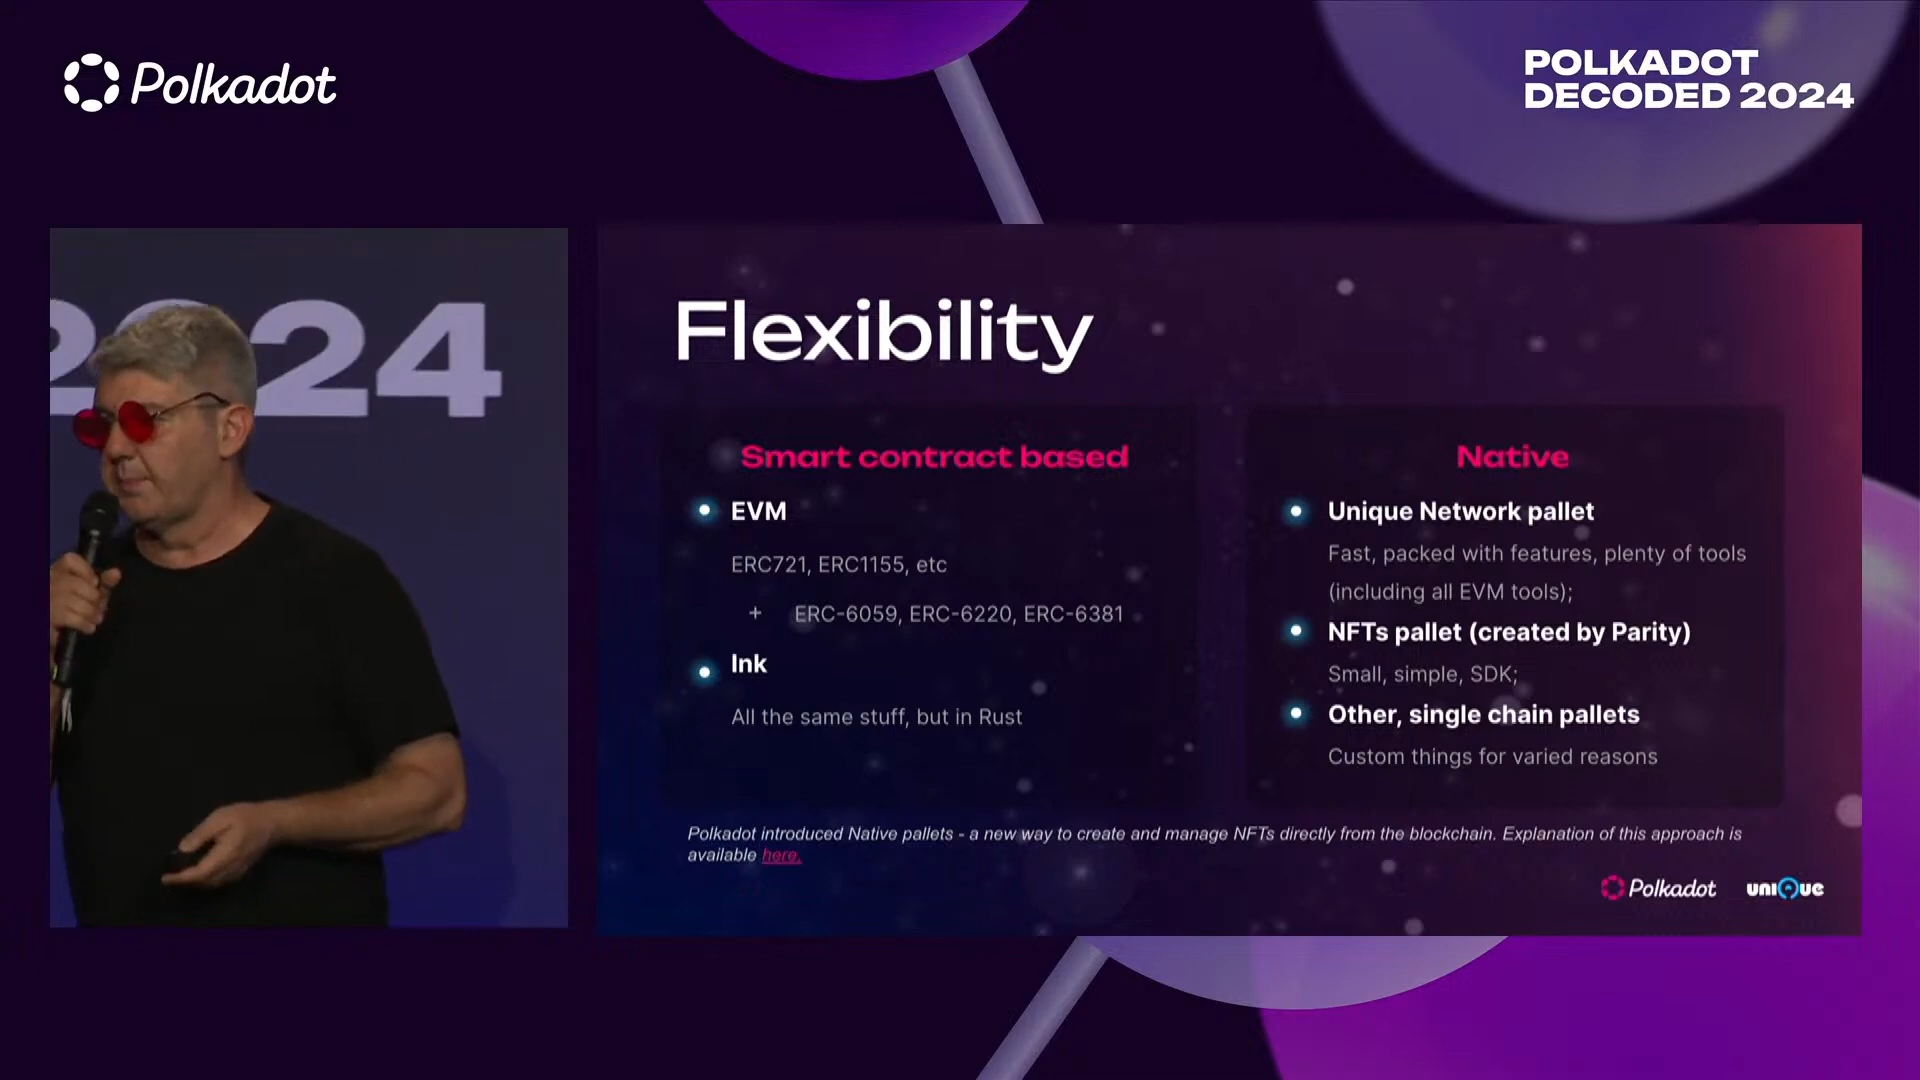 Polkadot
POLKADOT
DECODED 2024
2024
Flexibility
Smart contract based
EVM
ERC721, ERC1155, etc
+ ERC-6059, ERC-6220, ERC-6381
Ink
All the same stuff, but in Rust
Native
Unique Network pallet
Fast, packed with features, plenty of tools
(including all EVM tools);
NFTs pallet (created by Parity)
Small, simple, SDK;
Other, single chain pallets
Custom things for varied reasons
Polkadot introduced Native pallets - a new way to create and manage NFTs directly from the blockchain. Explanation of this approach is
available here.
Polkadot
unique